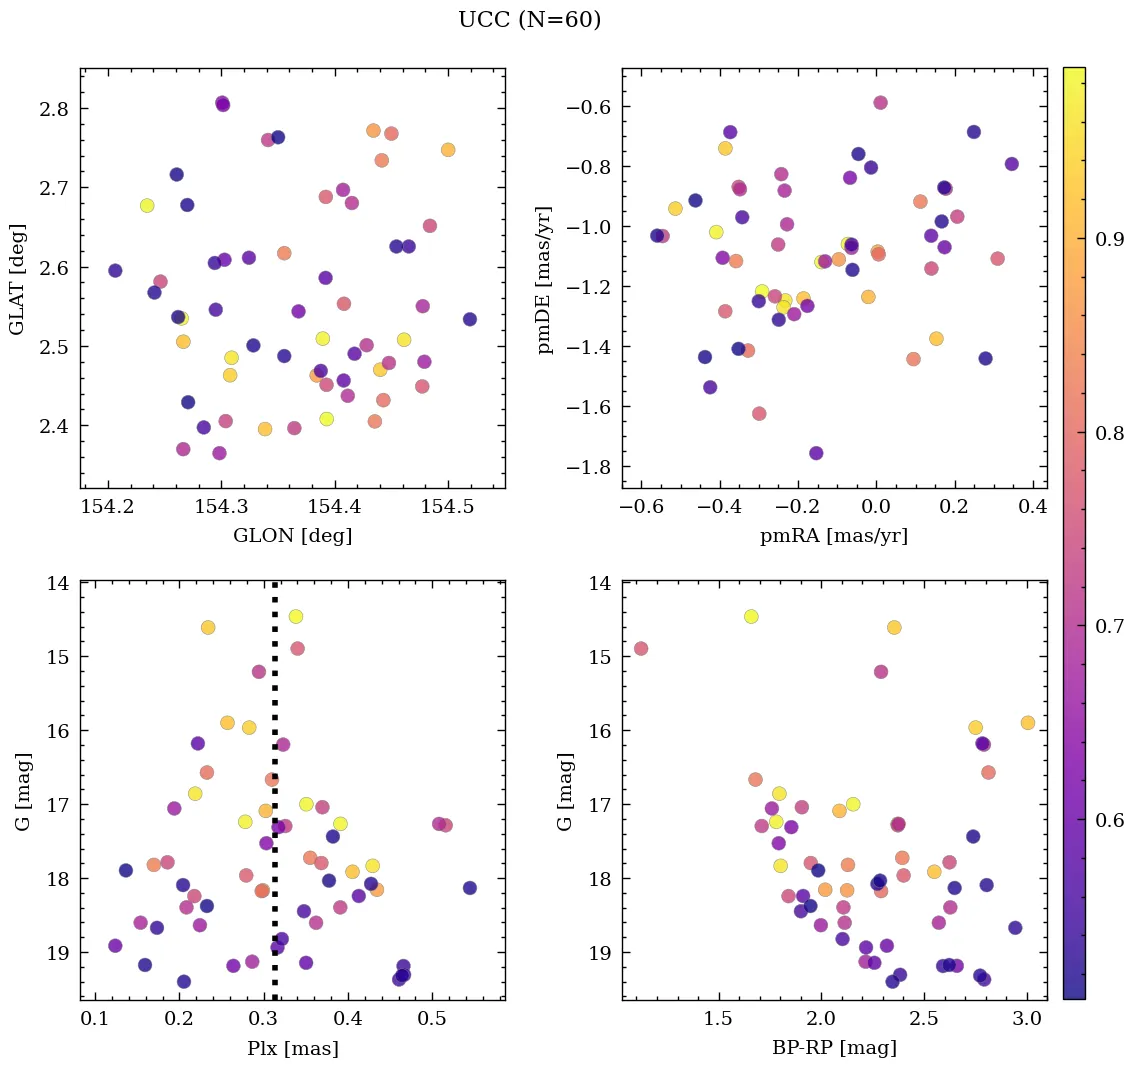 UCC (N=60)
2.8
2.7
2.6
2.5
2.4
GLAT [deg]
154.2 154.3 154.4 154.5
GLON [deg]
−0.6
−0.8
−1.0
−1.2
−1.4
−1.6
−1.8
pmDE [mas/yr]
−0.6 −0.4 −0.2 0.0 0.2 0.4
pmRA [mas/yr]
0.9
0.8
0.7
0.6
14
15
16
17
18
19
G [mag]
0.1 0.2 0.3 0.4 0.5
Plx [mas]
14
15
16
17
18
19
G [mag]
1.5 2.0 2.5 3.0
BP-RP [mag]